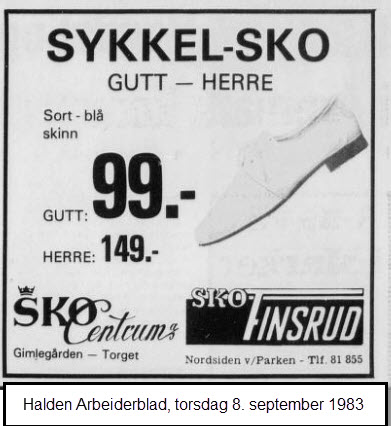 SYKKEL-SKO
GUTT — HERRE
Sort - blå
skinn
GUTT: 99.-
HERRE: 149.-
SKO Centrum
Gimlegården — Torget
SKO FINSRUD
Nordsiden v/Parken - Tlf. 81 855
Halden Arbeiderblad, torsdag 8. september 1983